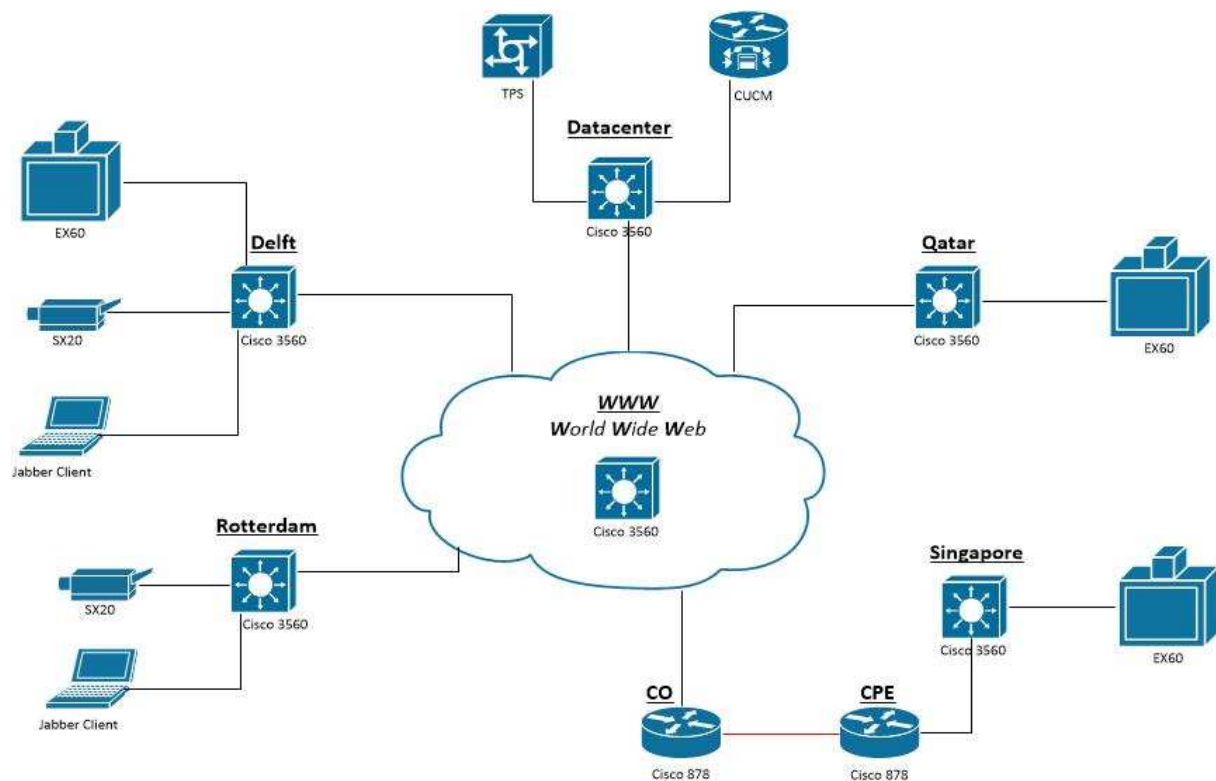 TPS
CUCM
Datacenter
Cisco 3560
EX60
Delft
SX20
Cisco 3560
Jabber Client
Qatar
Cisco 3560
EX60
WWW
World Wide Web
Cisco 3560
Rotterdam
SX20
Cisco 3560
Jabber Client
Singapore
Cisco 3560
EX60
CO
Cisco 878
CPE
Cisco 878